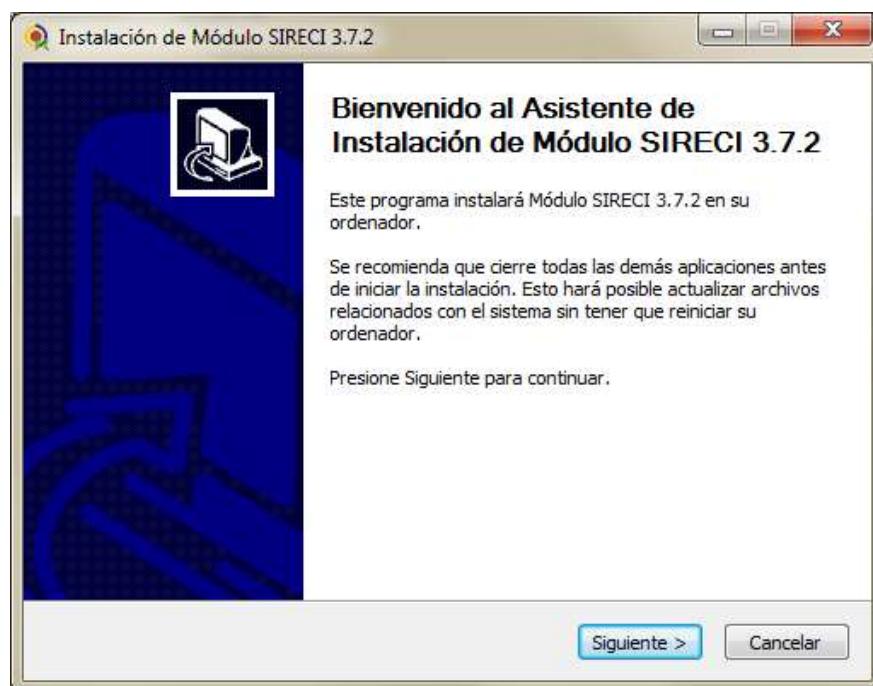 Instalación de Módulo SIRECI 3.7.2
Bienvenido al Asistente de
Instalación de Módulo SIRECI 3.7.2
Este programa instalará Módulo SIRECI 3.7.2 en su
ordenador.
Se recomienda que cierre todas las demás aplicaciones antes
de iniciar la instalación. Esto hará posible actualizar archivos
relacionados con el sistema sin tener que reiniciar su
ordenador.
Presione Siguiente para continuar.
Siguiente >
Cancelar